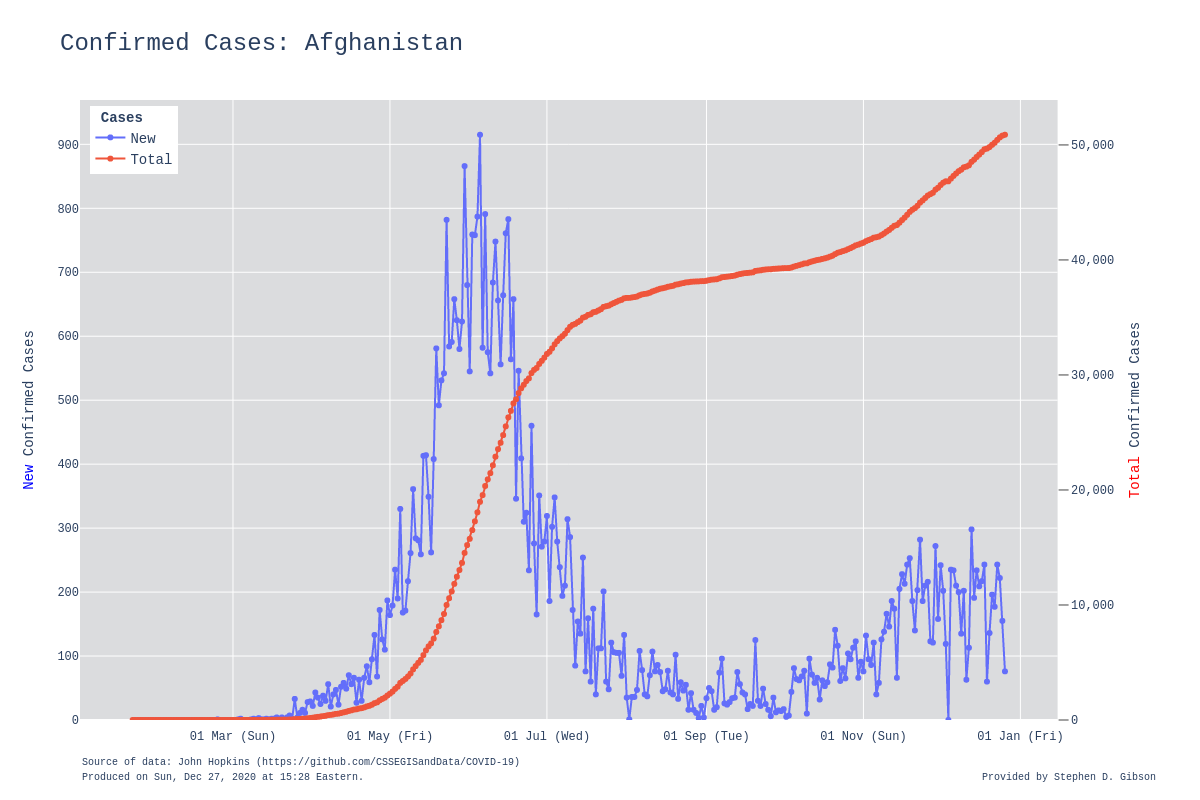 Confirmed Cases: Afghanistan
Cases
New
Total
900
800
700
600
500
400
300
200
100
0
50,000
40,000
30,000
20,000
10,000
0
New Confirmed Cases
Total Confirmed Cases
01 Mar (Sun)
01 May (Fri)
01 Jul (Wed)
01 Sep (Tue)
01 Nov (Sun)
01 Jan (Fri)
Source of data: John Hopkins (https://github.com/CSSEGISandData/COVID-19)
Produced on Sun, Dec 27, 2020 at 15:28 Eastern.
Provided by Stephen D. Gibson